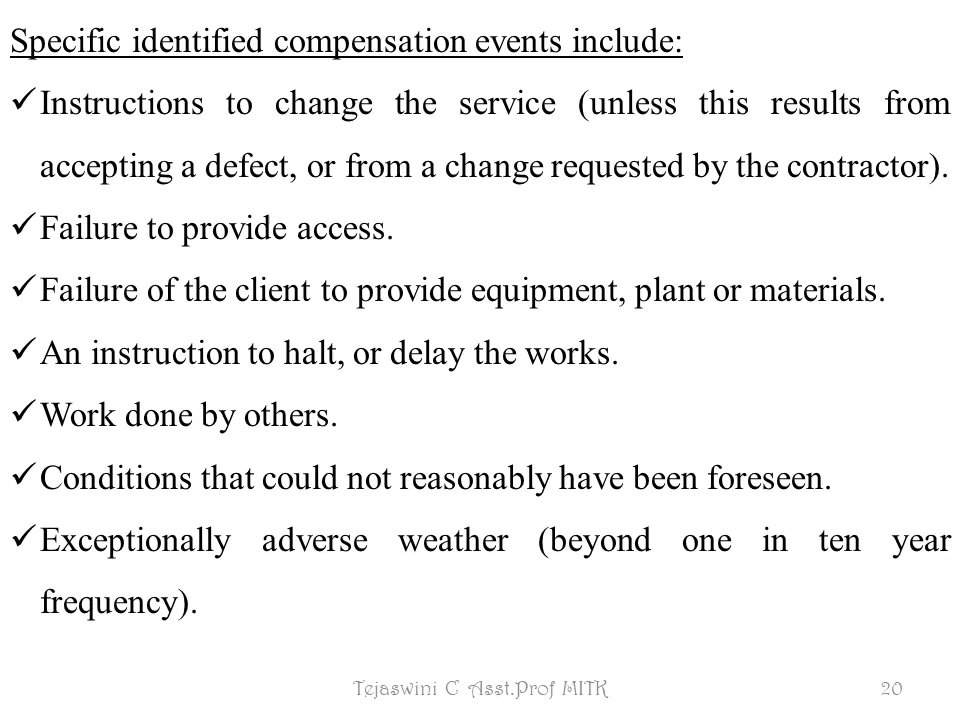 Specific identified compensation events include:
✓ Instructions to change the service (unless this results from
accepting a defect, or from a change requested by the contractor).
✓ Failure to provide access.
✓ Failure of the client to provide equipment, plant or materials.
✓ An instruction to halt, or delay the works.
✓ Work done by others.
✓ Conditions that could not reasonably have been foreseen.
✓ Exceptionally adverse weather (beyond one in ten year
frequency).
Tejaswini C Asst.Prof MITK 20